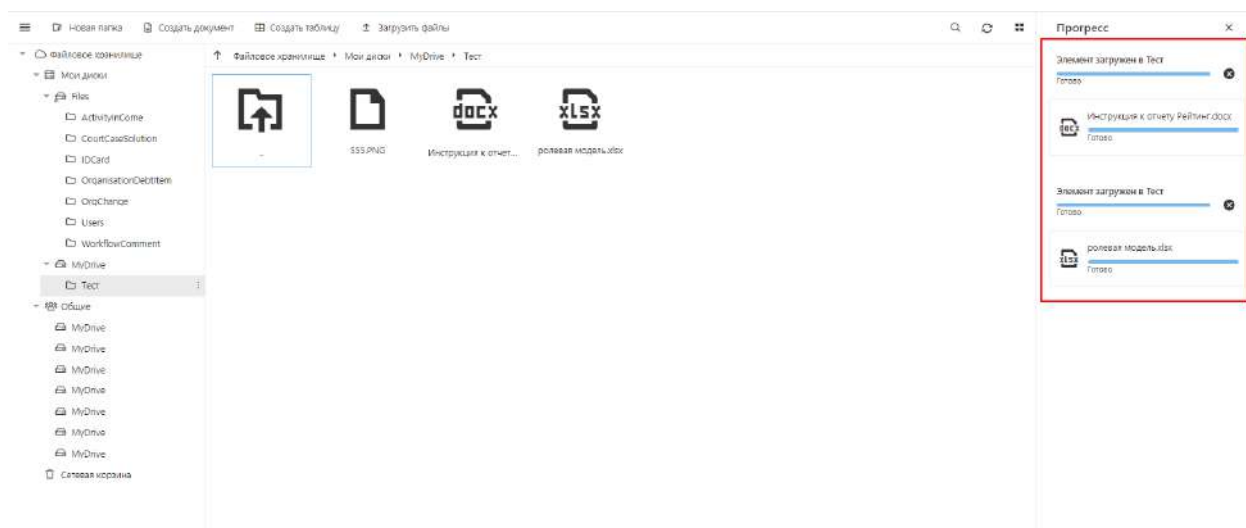 Новая папка Создать документ Создать таблицу Загрузить файлы
Файловое хранилище
Мои диски
Files
ActivityInCome
CourtCaseSolution
IDCard
OrganisationDebtItem
OrgChange
Users
WorkflowComment
MyDrive
Тест
Общие
MyDrive
MyDrive
MyDrive
MyDrive
MyDrive
MyDrive
MyDrive
Сетевая корзина
Файловое хранилище Мои диски MyDrive Тест
..
555.PNG
docx
Инструкция к отчет...
xlsx
ролевая модель.xlsx
Прогресс
Элемент загружен в Тест
Готово
docx
Инструкция к отчету Рейтинг.docx
Готово
Элемент загружен в Тест
Готово
xlsx
ролевая модель.xlsx
Готово